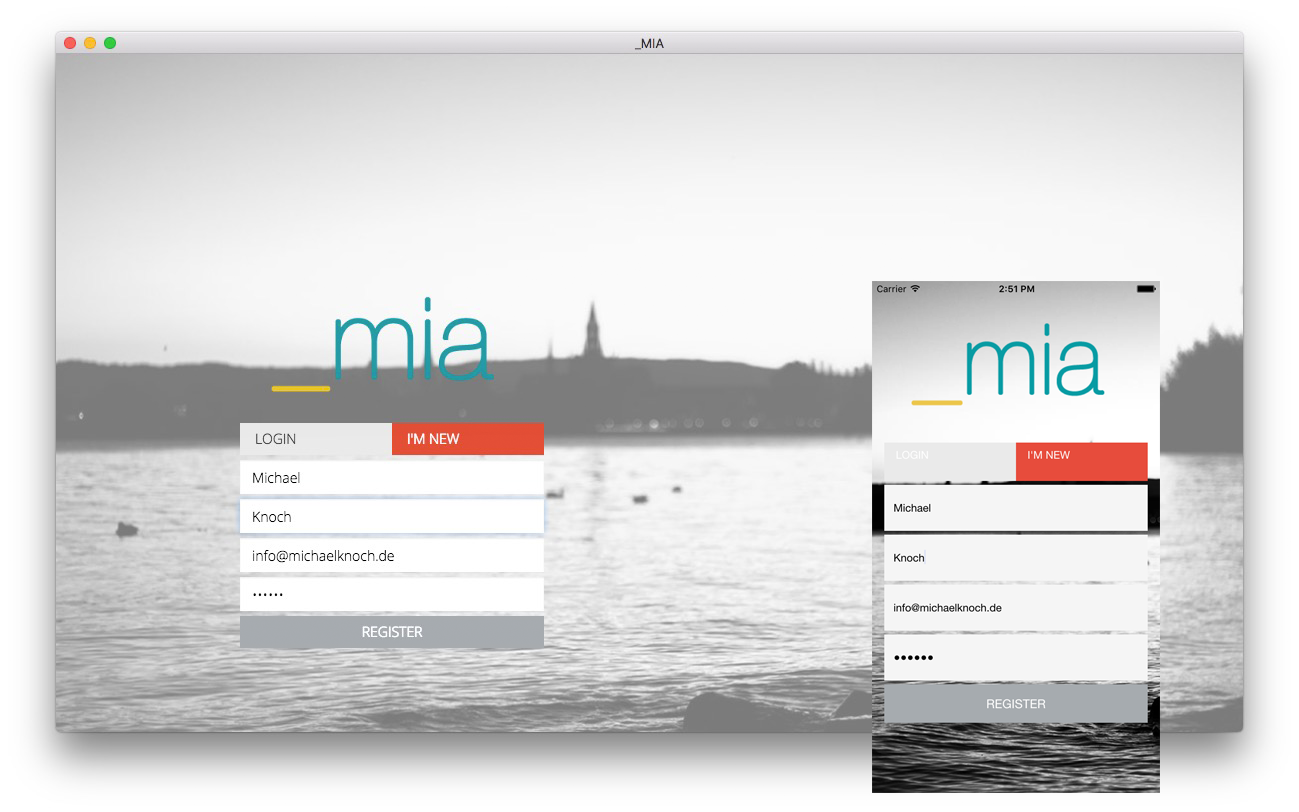 _MIA
_mia
LOGIN I'M NEW
Michael
Knoch
info@michaelknoch.de
••••••
REGISTER
Carrier 2:51 PM
_mia
LOGIN I'M NEW
Michael
Knoch
info@michaelknoch.de
••••••
REGISTER